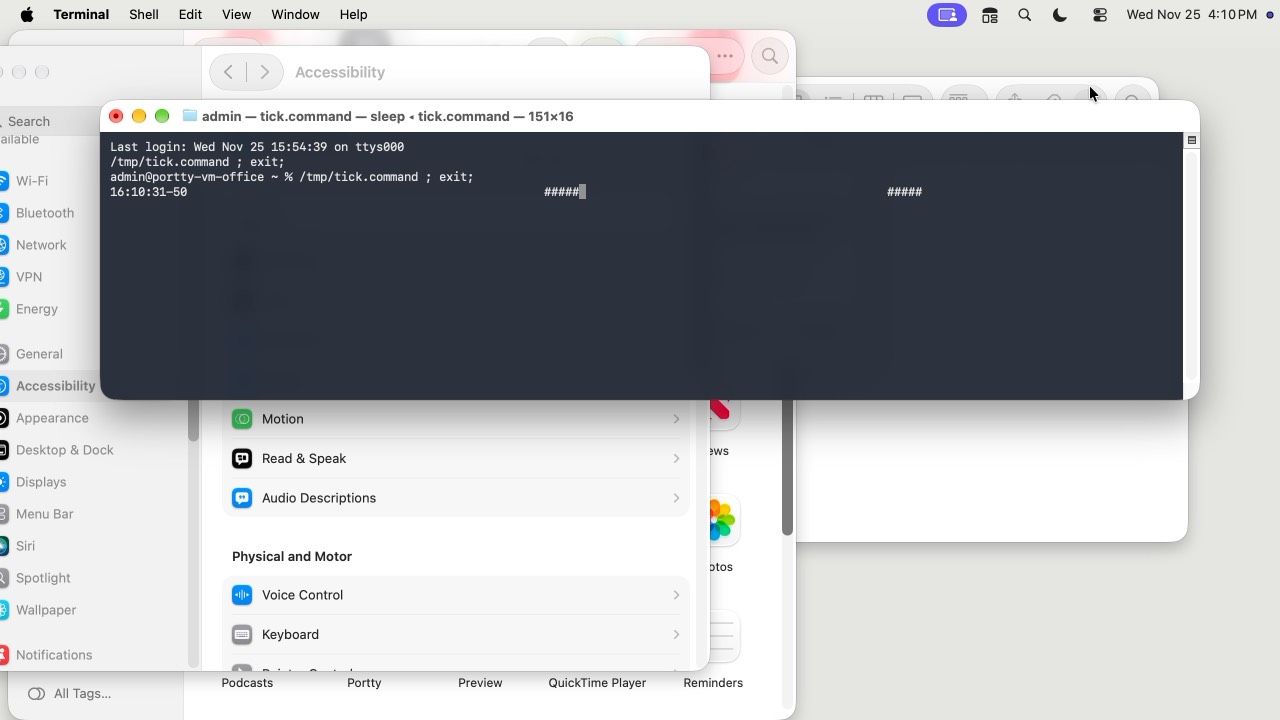 Terminal Shell Edit View Window Help Wed Nov 25 4:10 PM
Accessibility
admin — tick.command — sleep ◂ tick.command — 151×16
Last login: Wed Nov 25 15:54:39 on ttys000
/tmp/tick.command ; exit;
admin@portty-vm-office ~ % /tmp/tick.command ; exit;
16:10:31-50 ##### #####
Search
Wi-Fi
Bluetooth
Network
VPN
Energy
General
Accessibility
Appearance
Desktop & Dock
Displays
Menu Bar
Siri
Spotlight
Wallpaper
Notifications
All Tags...
Motion
Read & Speak
Audio Descriptions
Physical and Motor
Voice Control
Keyboard
Podcasts Portty Preview QuickTime Player Reminders